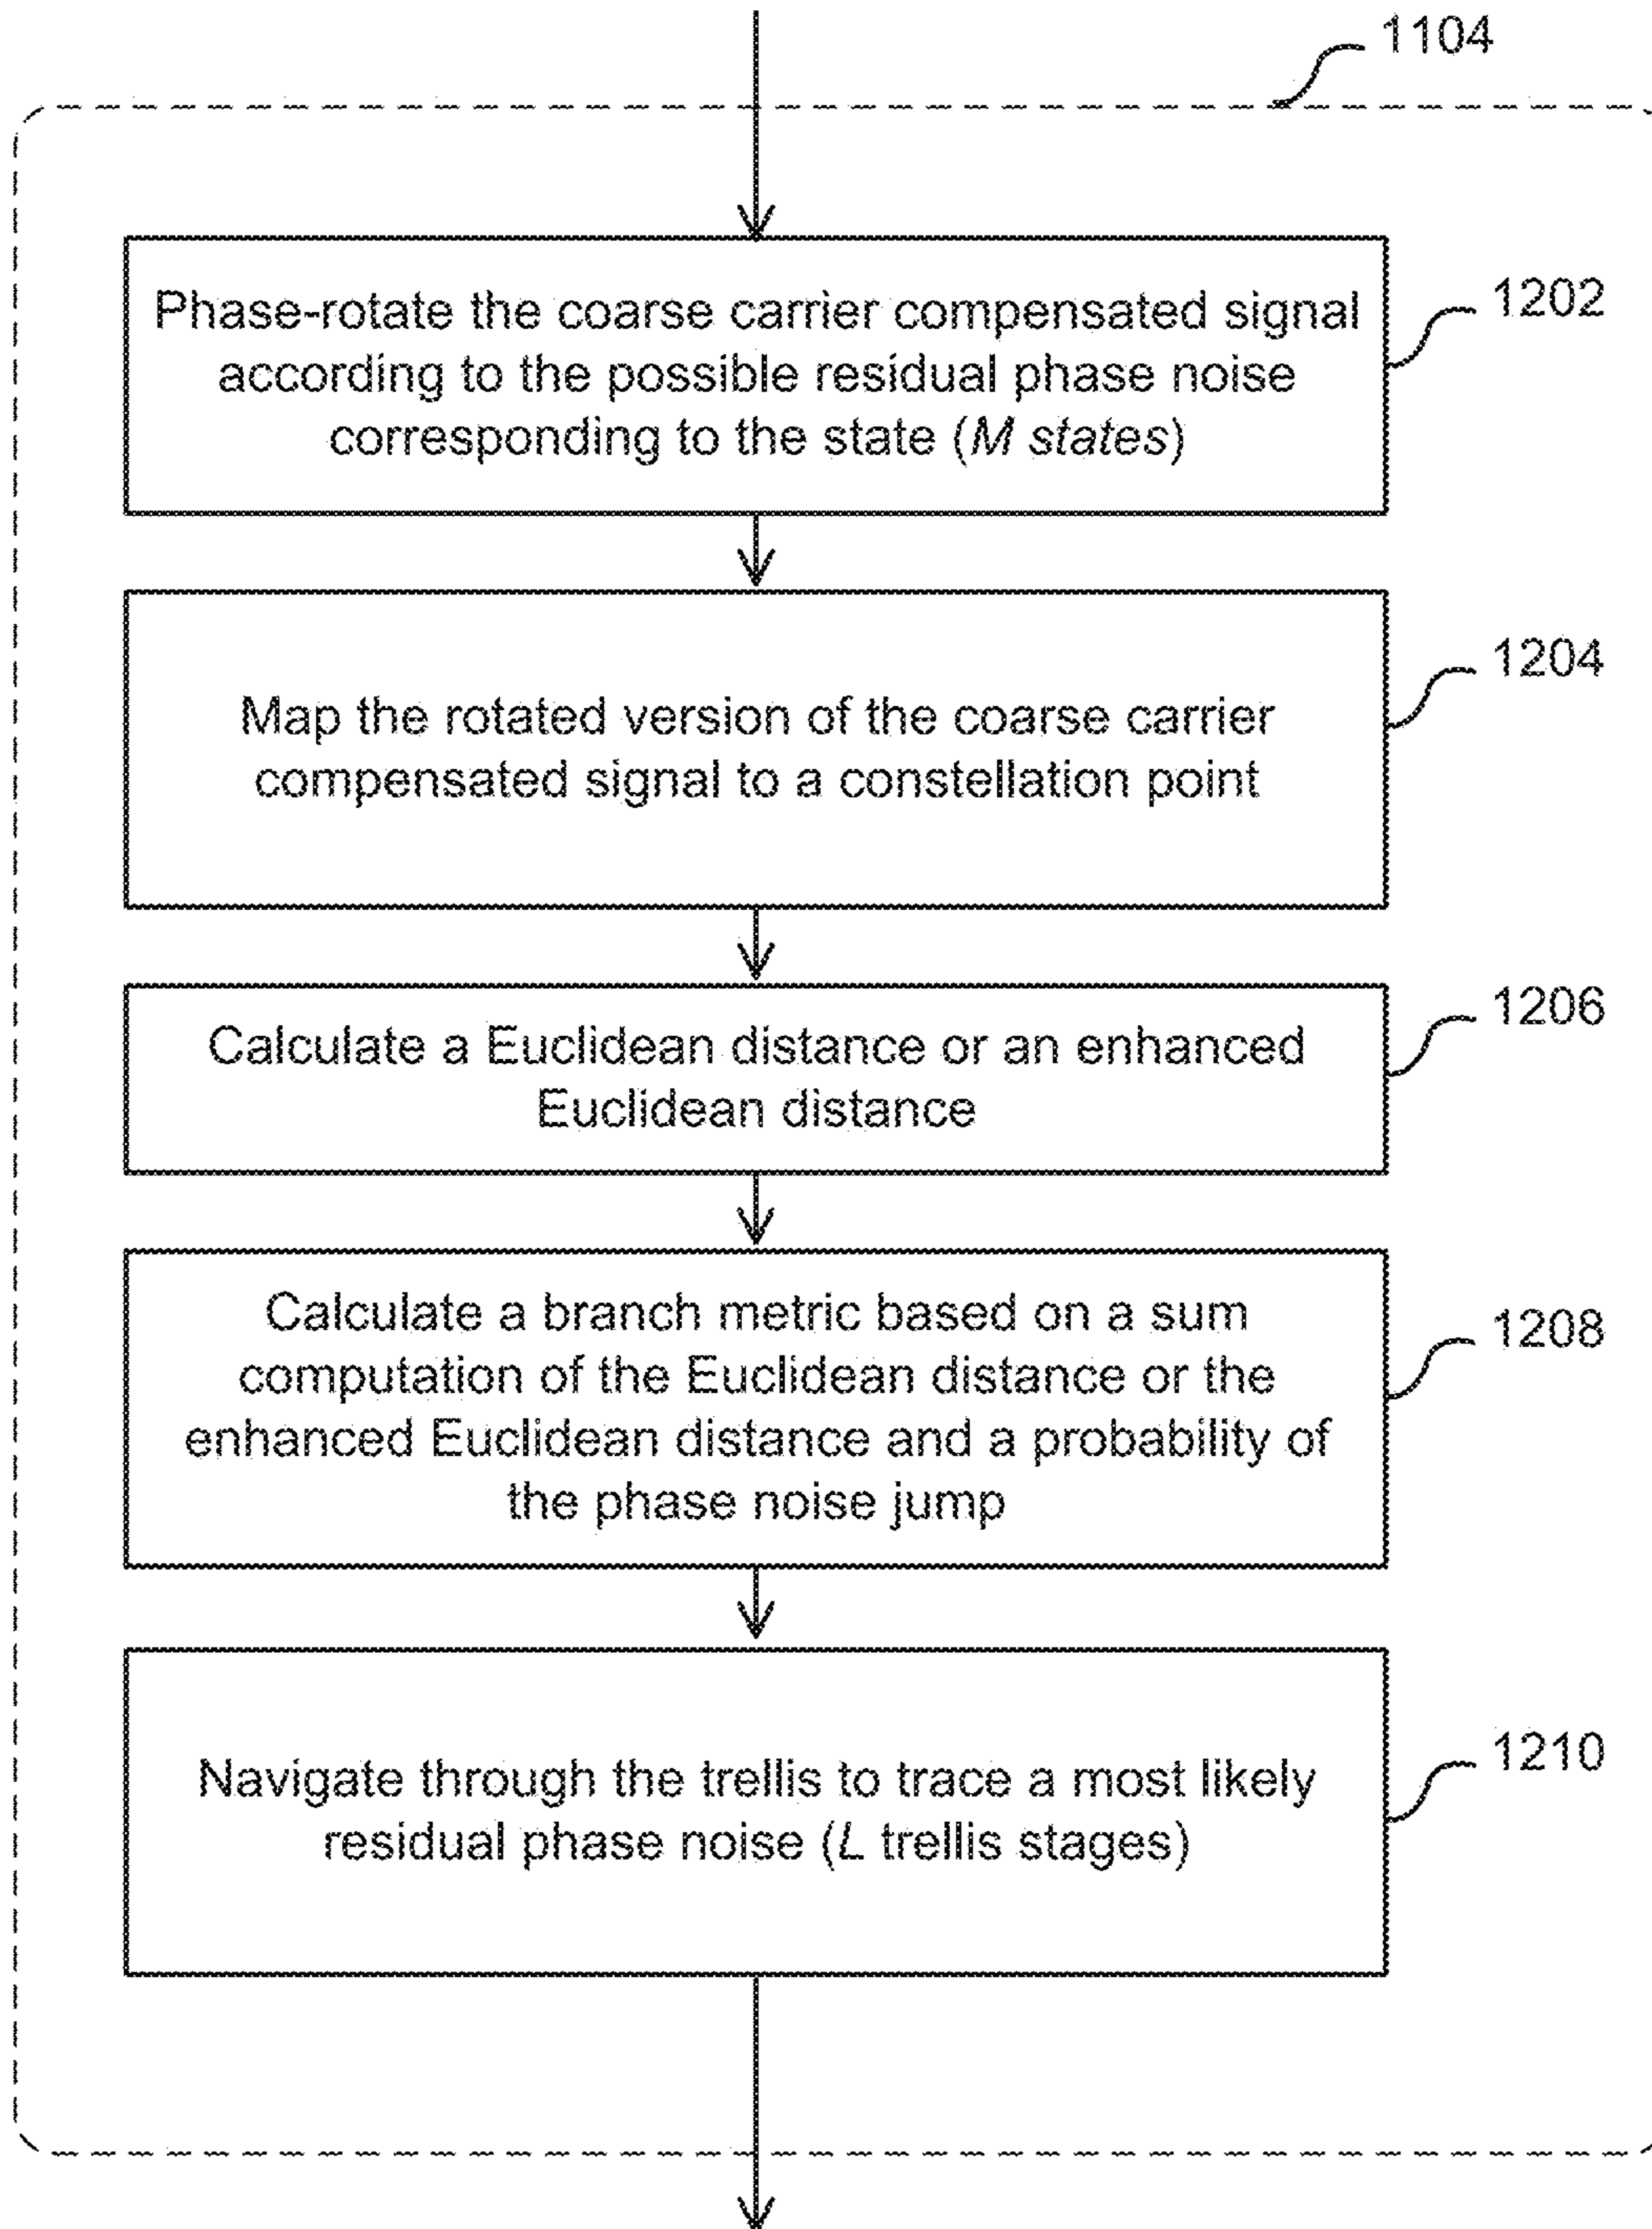 1104
Phase-rotate the coarse carrier compensated signal
according to the possible residual phase noise
corresponding to the state (M states)
1202
Map the rotated version of the coarse carrier
compensated signal to a constellation point
1204
Calculate a Euclidean distance or an enhanced
Euclidean distance
1206
Calculate a branch metric based on a sum
computation of the Euclidean distance or the
enhanced Euclidean distance and a probability of
the phase noise jump
1208
Navigate through the trellis to trace a most likely
residual phase noise (L trellis stages)
1210